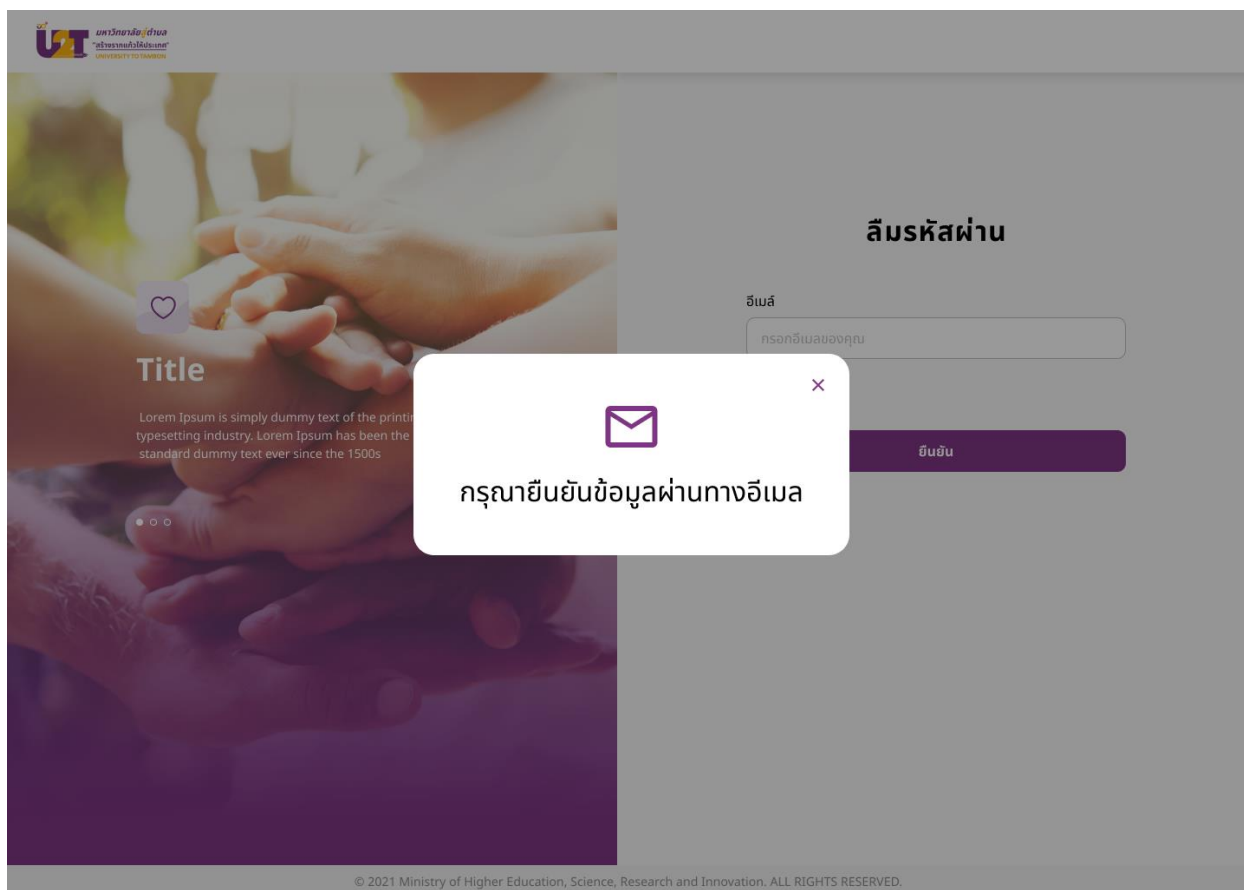 U2T
มหาวิทยาลัยสู่ตำบล
"สร้างรากแก้วให้ประเทศ"
UNIVERSITY TO TAMBON
Title
Lorem Ipsum is simply dummy text of the
typesetting industry. Lorem Ipsum has been the
standard dummy text ever since the 1500s
ลืมรหัสผ่าน
อีเมล์
กรอกอีเมลของคุณ
ยืนยัน
กรุณายืนยันข้อมูลผ่านทางอีเมล
© 2021 Ministry of Higher Education, Science, Research and Innovation. ALL RIGHTS RESERVED.